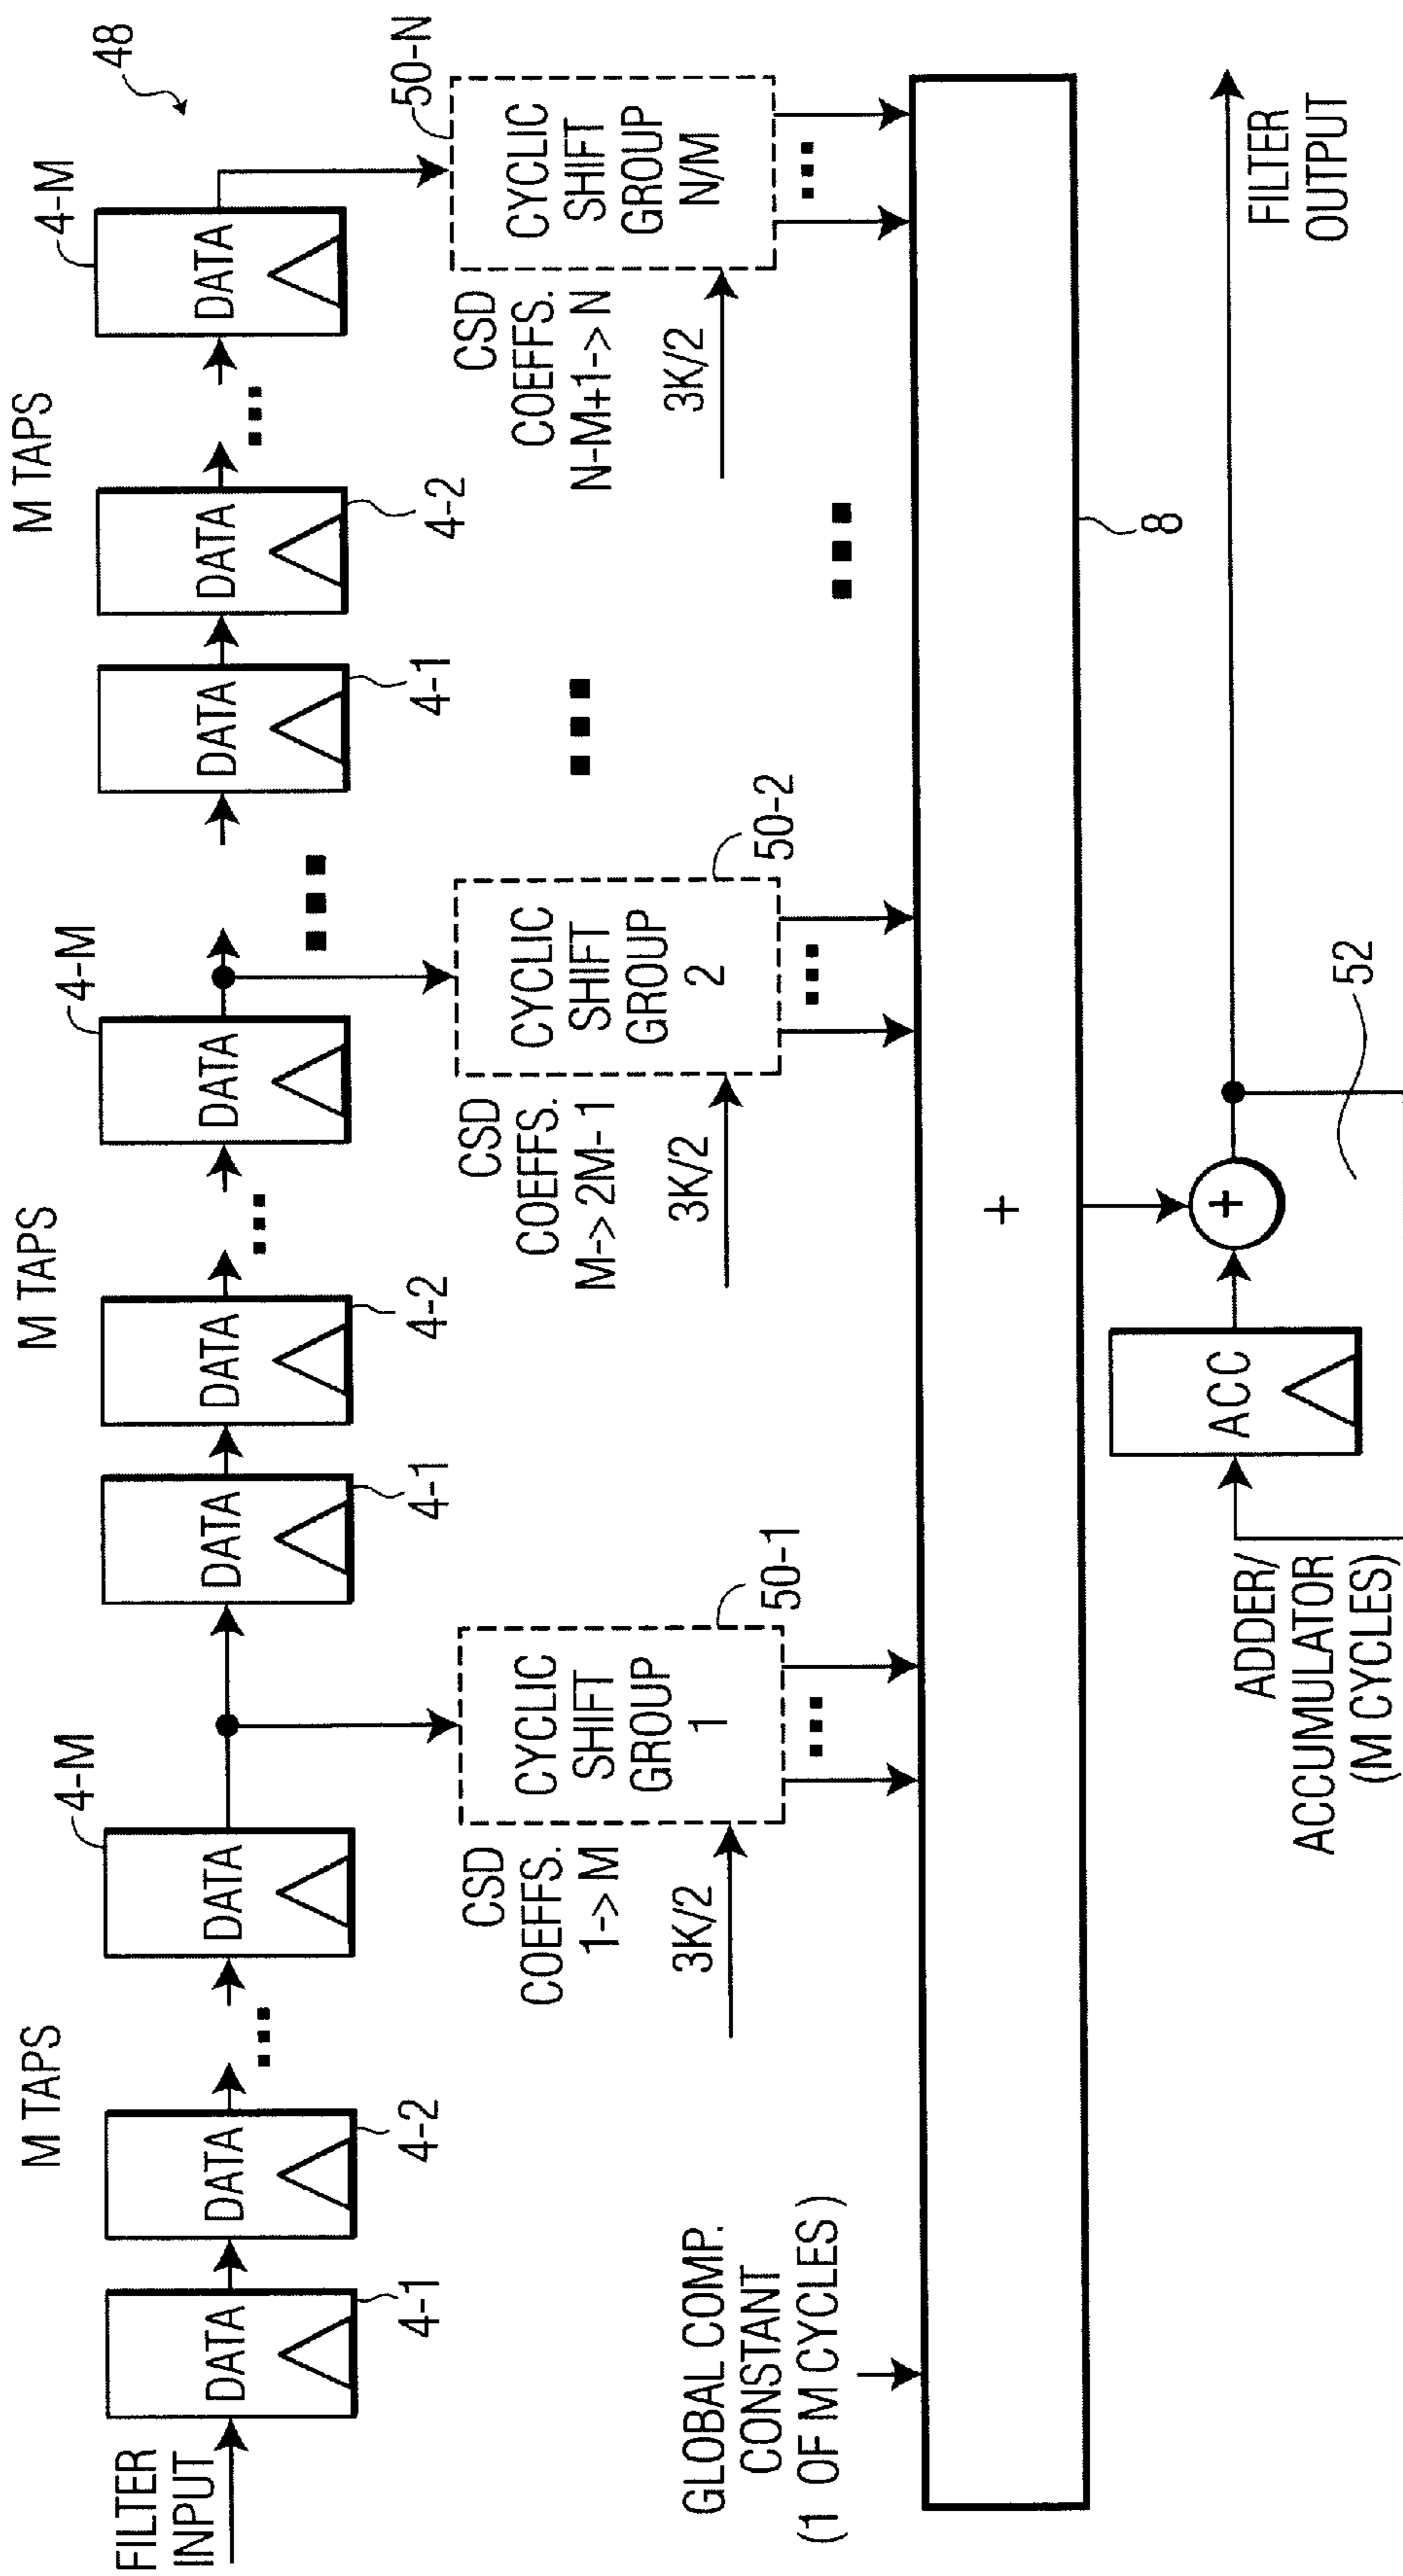 48
M TAPS
M TAPS
M TAPS
4-M
4-M
4-M
FILTER
INPUT
DATA
DATA
DATA
DATA
DATA
DATA
DATA
DATA
DATA
4-1
4-2
4-1
4-2
4-1
4-2
CSD
COEFFS.
1->M
3K/2
CYCLIC
SHIFT
GROUP
1
50-1
CSD
COEFFS.
M->2M-1
3K/2
CYCLIC
SHIFT
GROUP
2
50-2
CSD
COEFFS.
N-M+1->N
3K/2
CYCLIC
SHIFT
GROUP
N/M
50-N
GLOBAL COMP.
CONSTANT
(1 OF M CYCLES)
+
8
ADDER/
ACCUMULATOR
(M CYCLES)
ACC
+
52
FILTER
OUTPUT